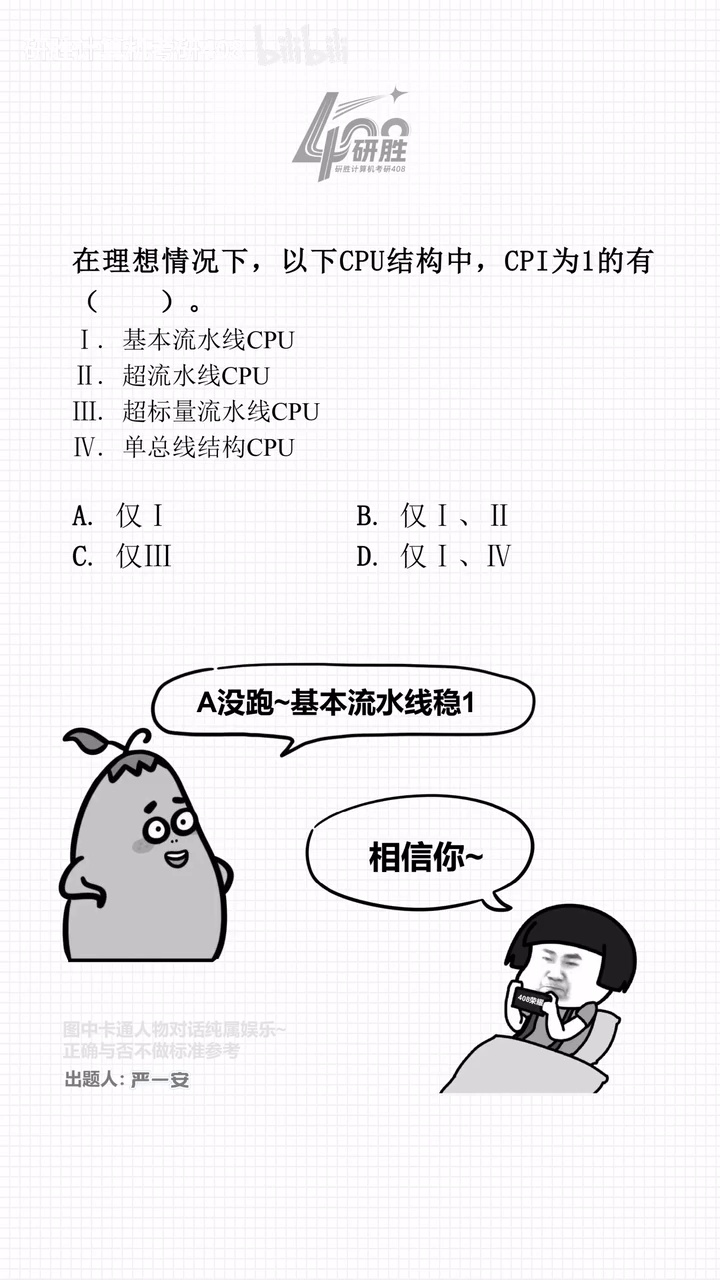 bilibili
408
研胜
研胜计算机考研408
在理想情况下，以下CPU结构中，CPI为1的有
（　　）。
Ⅰ. 基本流水线CPU
Ⅱ. 超流水线CPU
Ⅲ. 超标量流水线CPU
Ⅳ. 单总线结构CPU
A. 仅Ⅰ B. 仅Ⅰ、Ⅱ
C. 仅Ⅲ D. 仅Ⅰ、Ⅳ
A没跑~基本流水线稳1
相信你~
408荣耀
图中卡通人物对话纯属娱乐~
正确与否不做标准参考
出题人：严一安